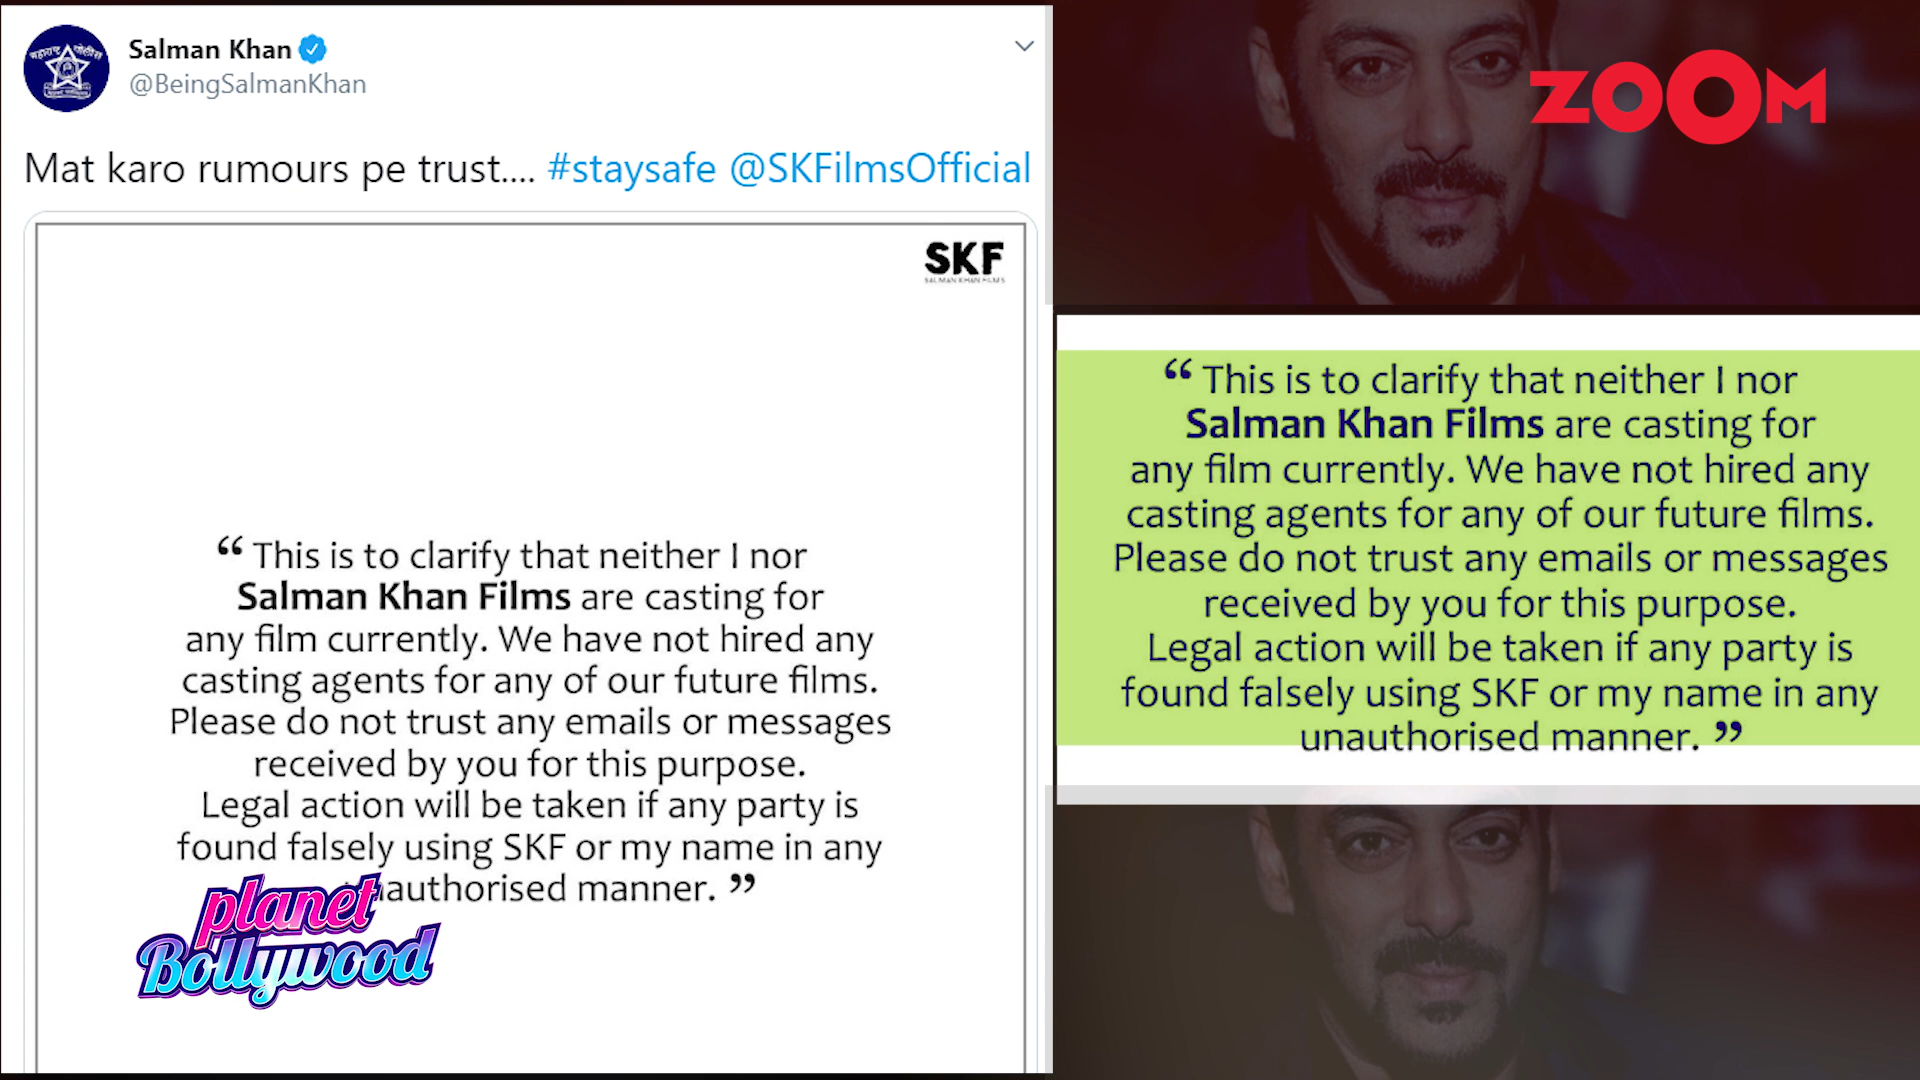 Salman Khan
@BeingSalmanKhan
Mat karo rumours pe trust.... #staysafe @SKFilmsOfficial
SKF
SALMAN KHAN FILMS
“ This is to clarify that neither I nor
Salman Khan Films are casting for
any film currently. We have not hired any
casting agents for any of our future films.
Please do not trust any emails or messages
received by you for this purpose.
Legal action will be taken if any party is
found falsely using SKF or my name in any
nauthorised manner. ”
planet
Bollywood
ZOOM
“ This is to clarify that neither I nor
Salman Khan Films are casting for
any film currently. We have not hired any
casting agents for any of our future films.
Please do not trust any emails or messages
received by you for this purpose.
Legal action will be taken if any party is
found falsely using SKF or my name in any
unauthorised manner. ”